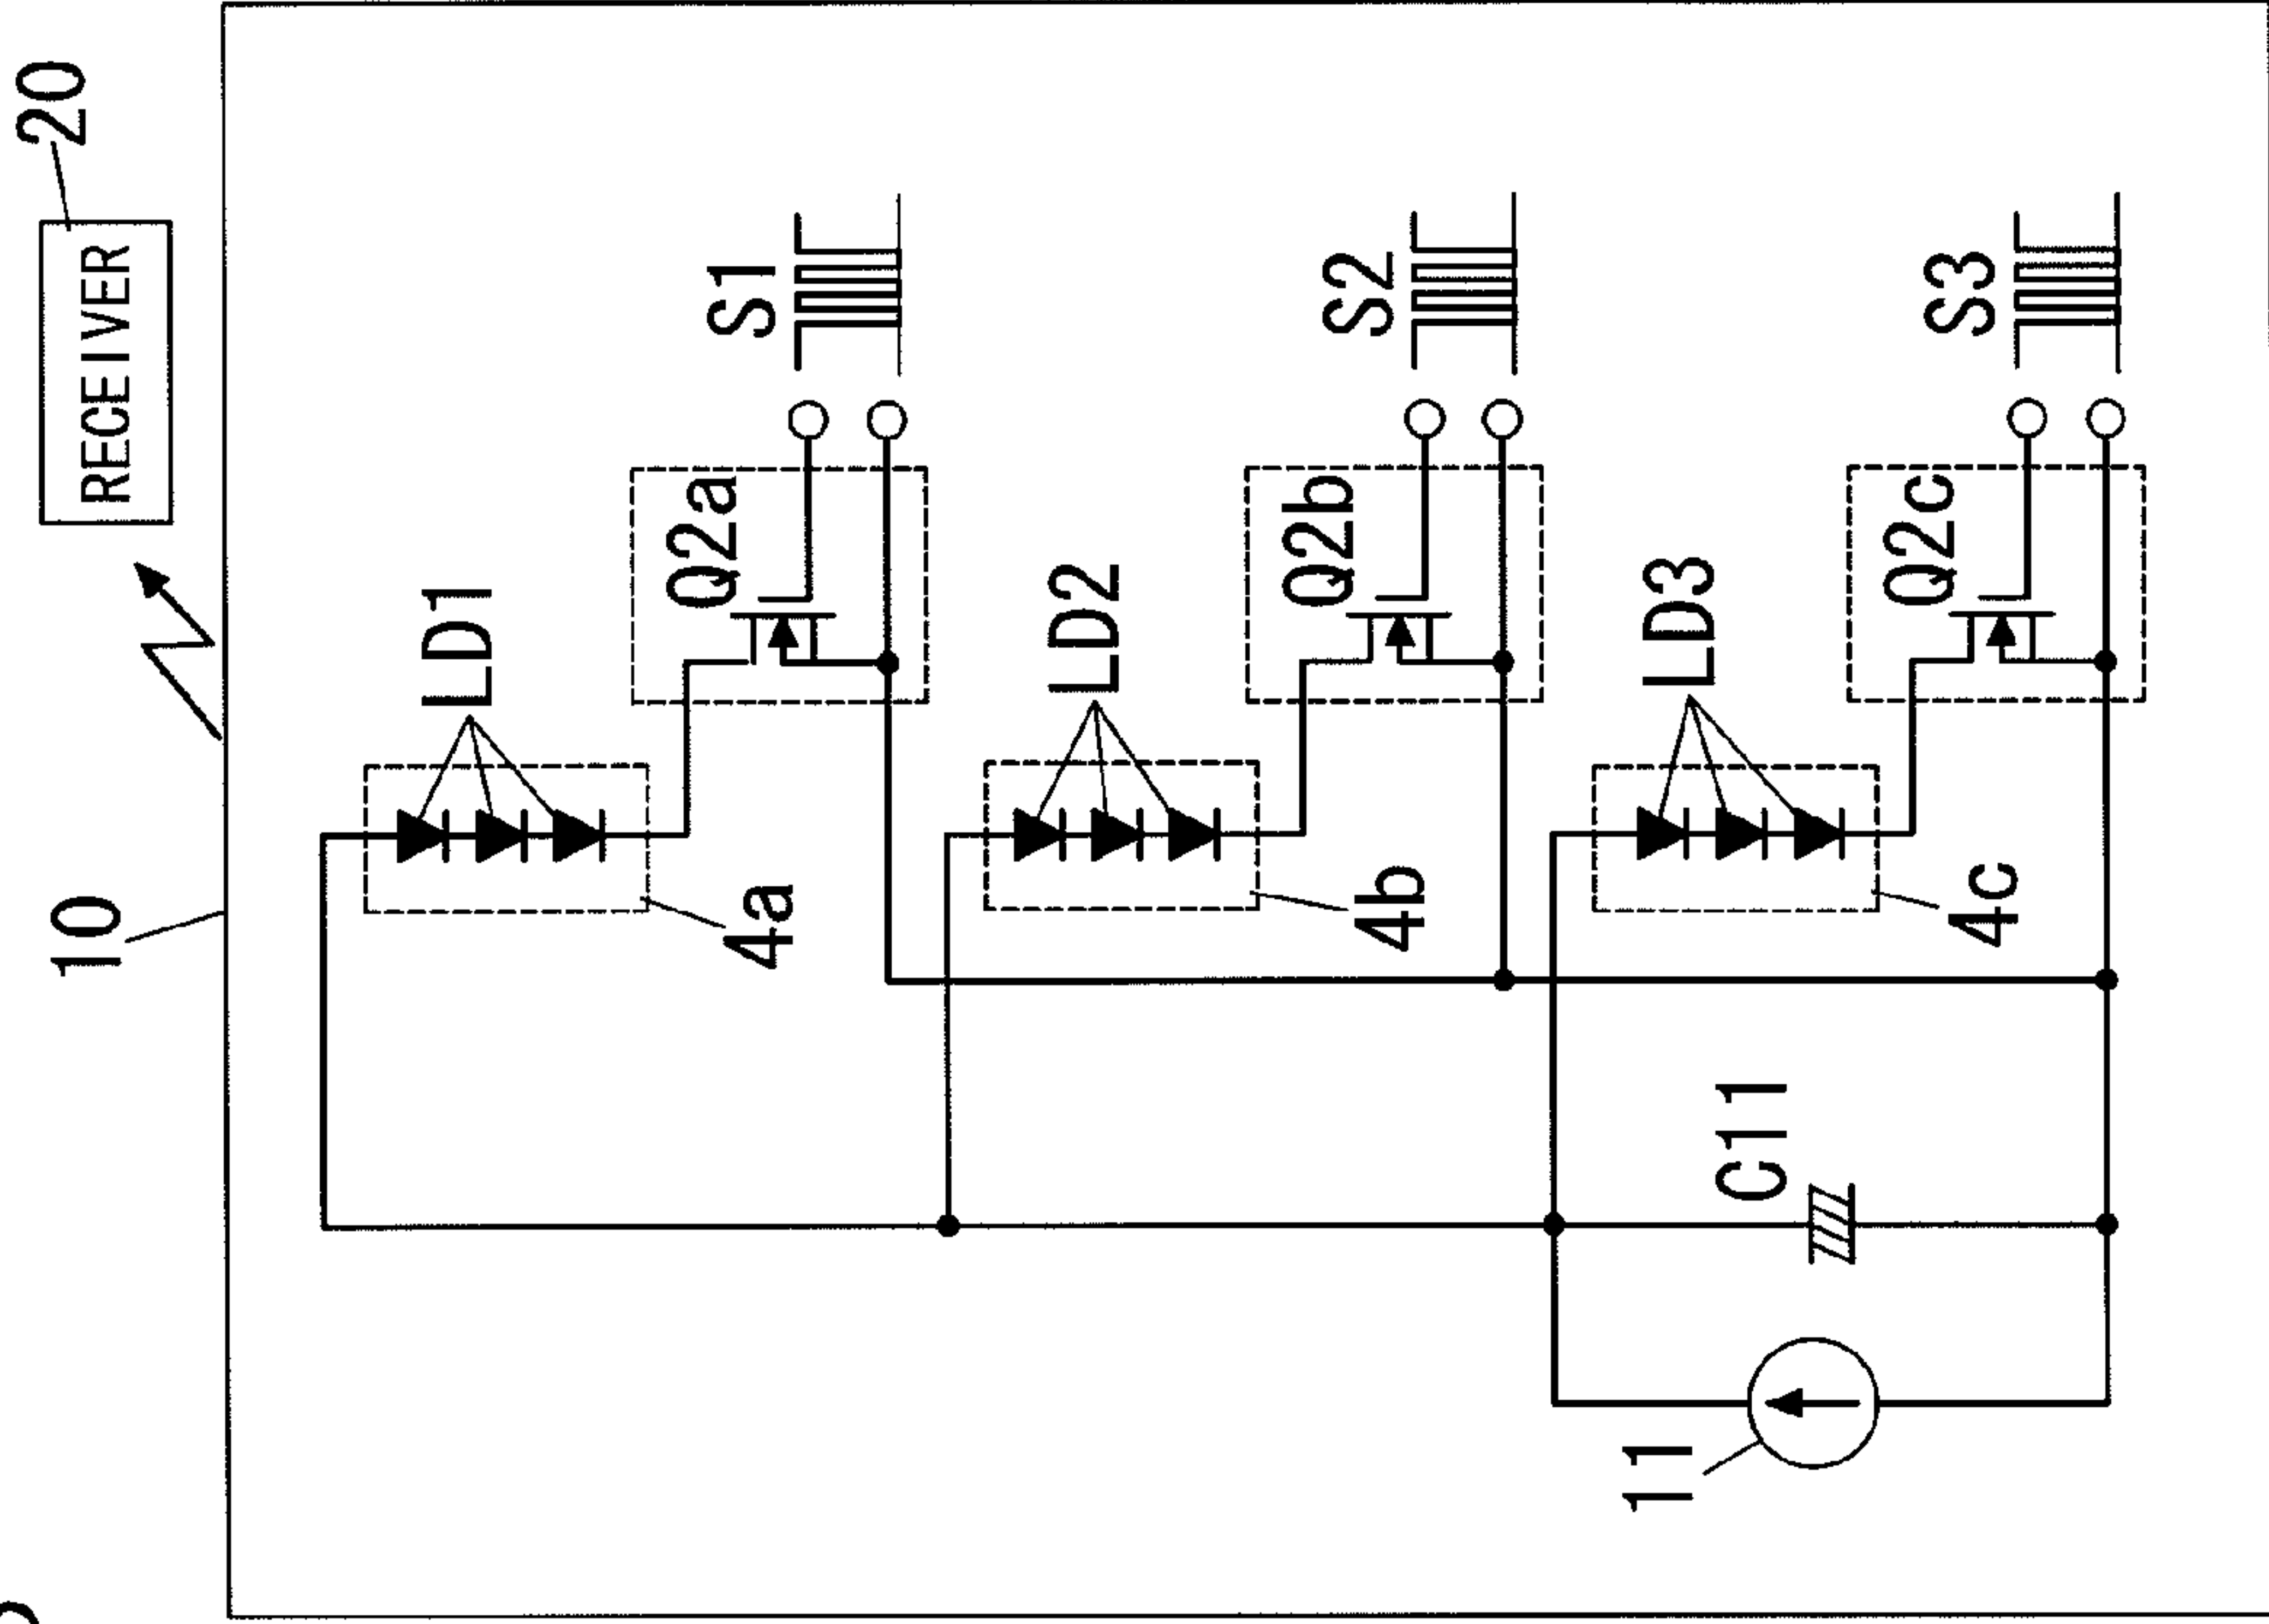 10
RECEIVER
20
LD1
4a
Q2a
S1
LD2
4b
Q2b
S2
LD3
4c
Q2c
S3
C11
11